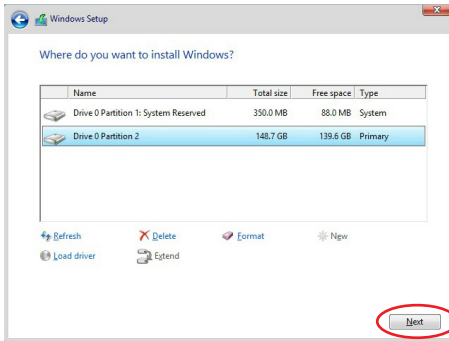 Windows Setup
Where do you want to install Windows?
Name Total size Free space Type
Drive 0 Partition 1: System Reserved 350.0 MB 88.0 MB System
Drive 0 Partition 2 148.7 GB 139.6 GB Primary
Refresh Delete Format New
Load driver Extend
Next